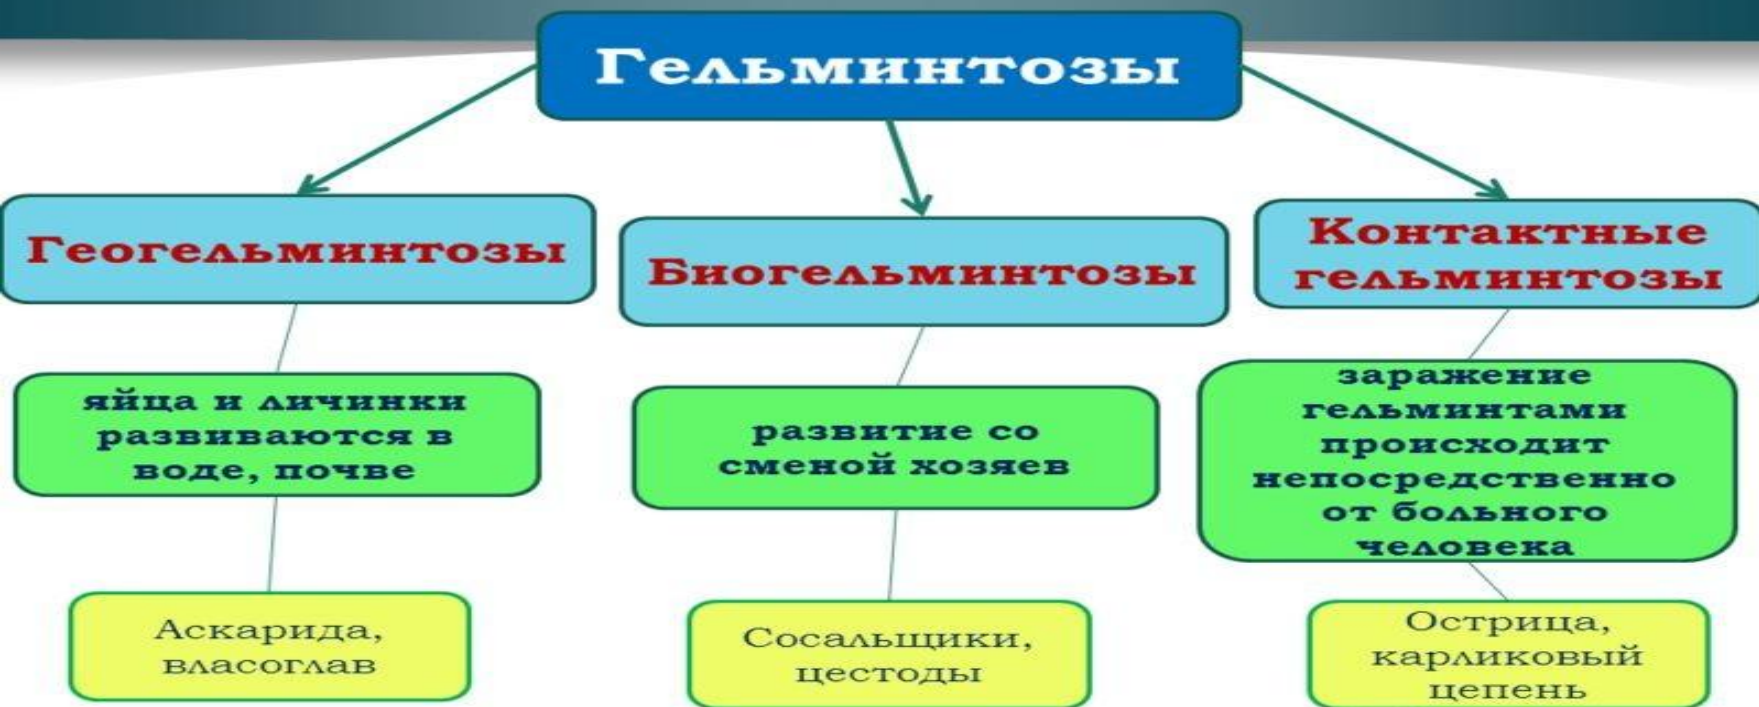 Гельминтозы
Геогельминтозы
Биогельминтозы
Контактные
гельминтозы
яйца и личинки
развиваются в
воде, почве
развитие со
сменой хозяев
заражение
гельминтами
происходит
непосредственно
от больного
человека
Аскарида,
власоглав
Сосальщики,
цестоды
Острица,
карликовый
цепень